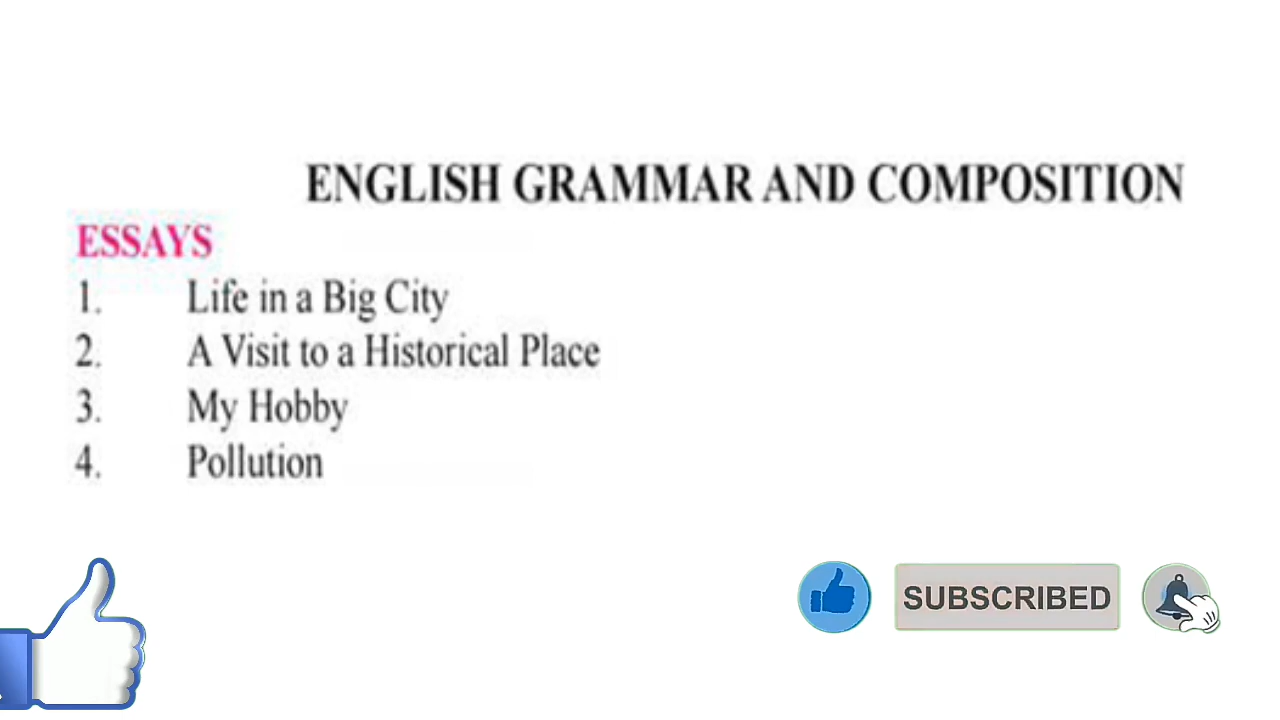 ENGLISH GRAMMAR AND COMPOSITION
ESSAYS
1. Life in a Big City
2. A Visit to a Historical Place
3. My Hobby
4. Pollution
SUBSCRIBED